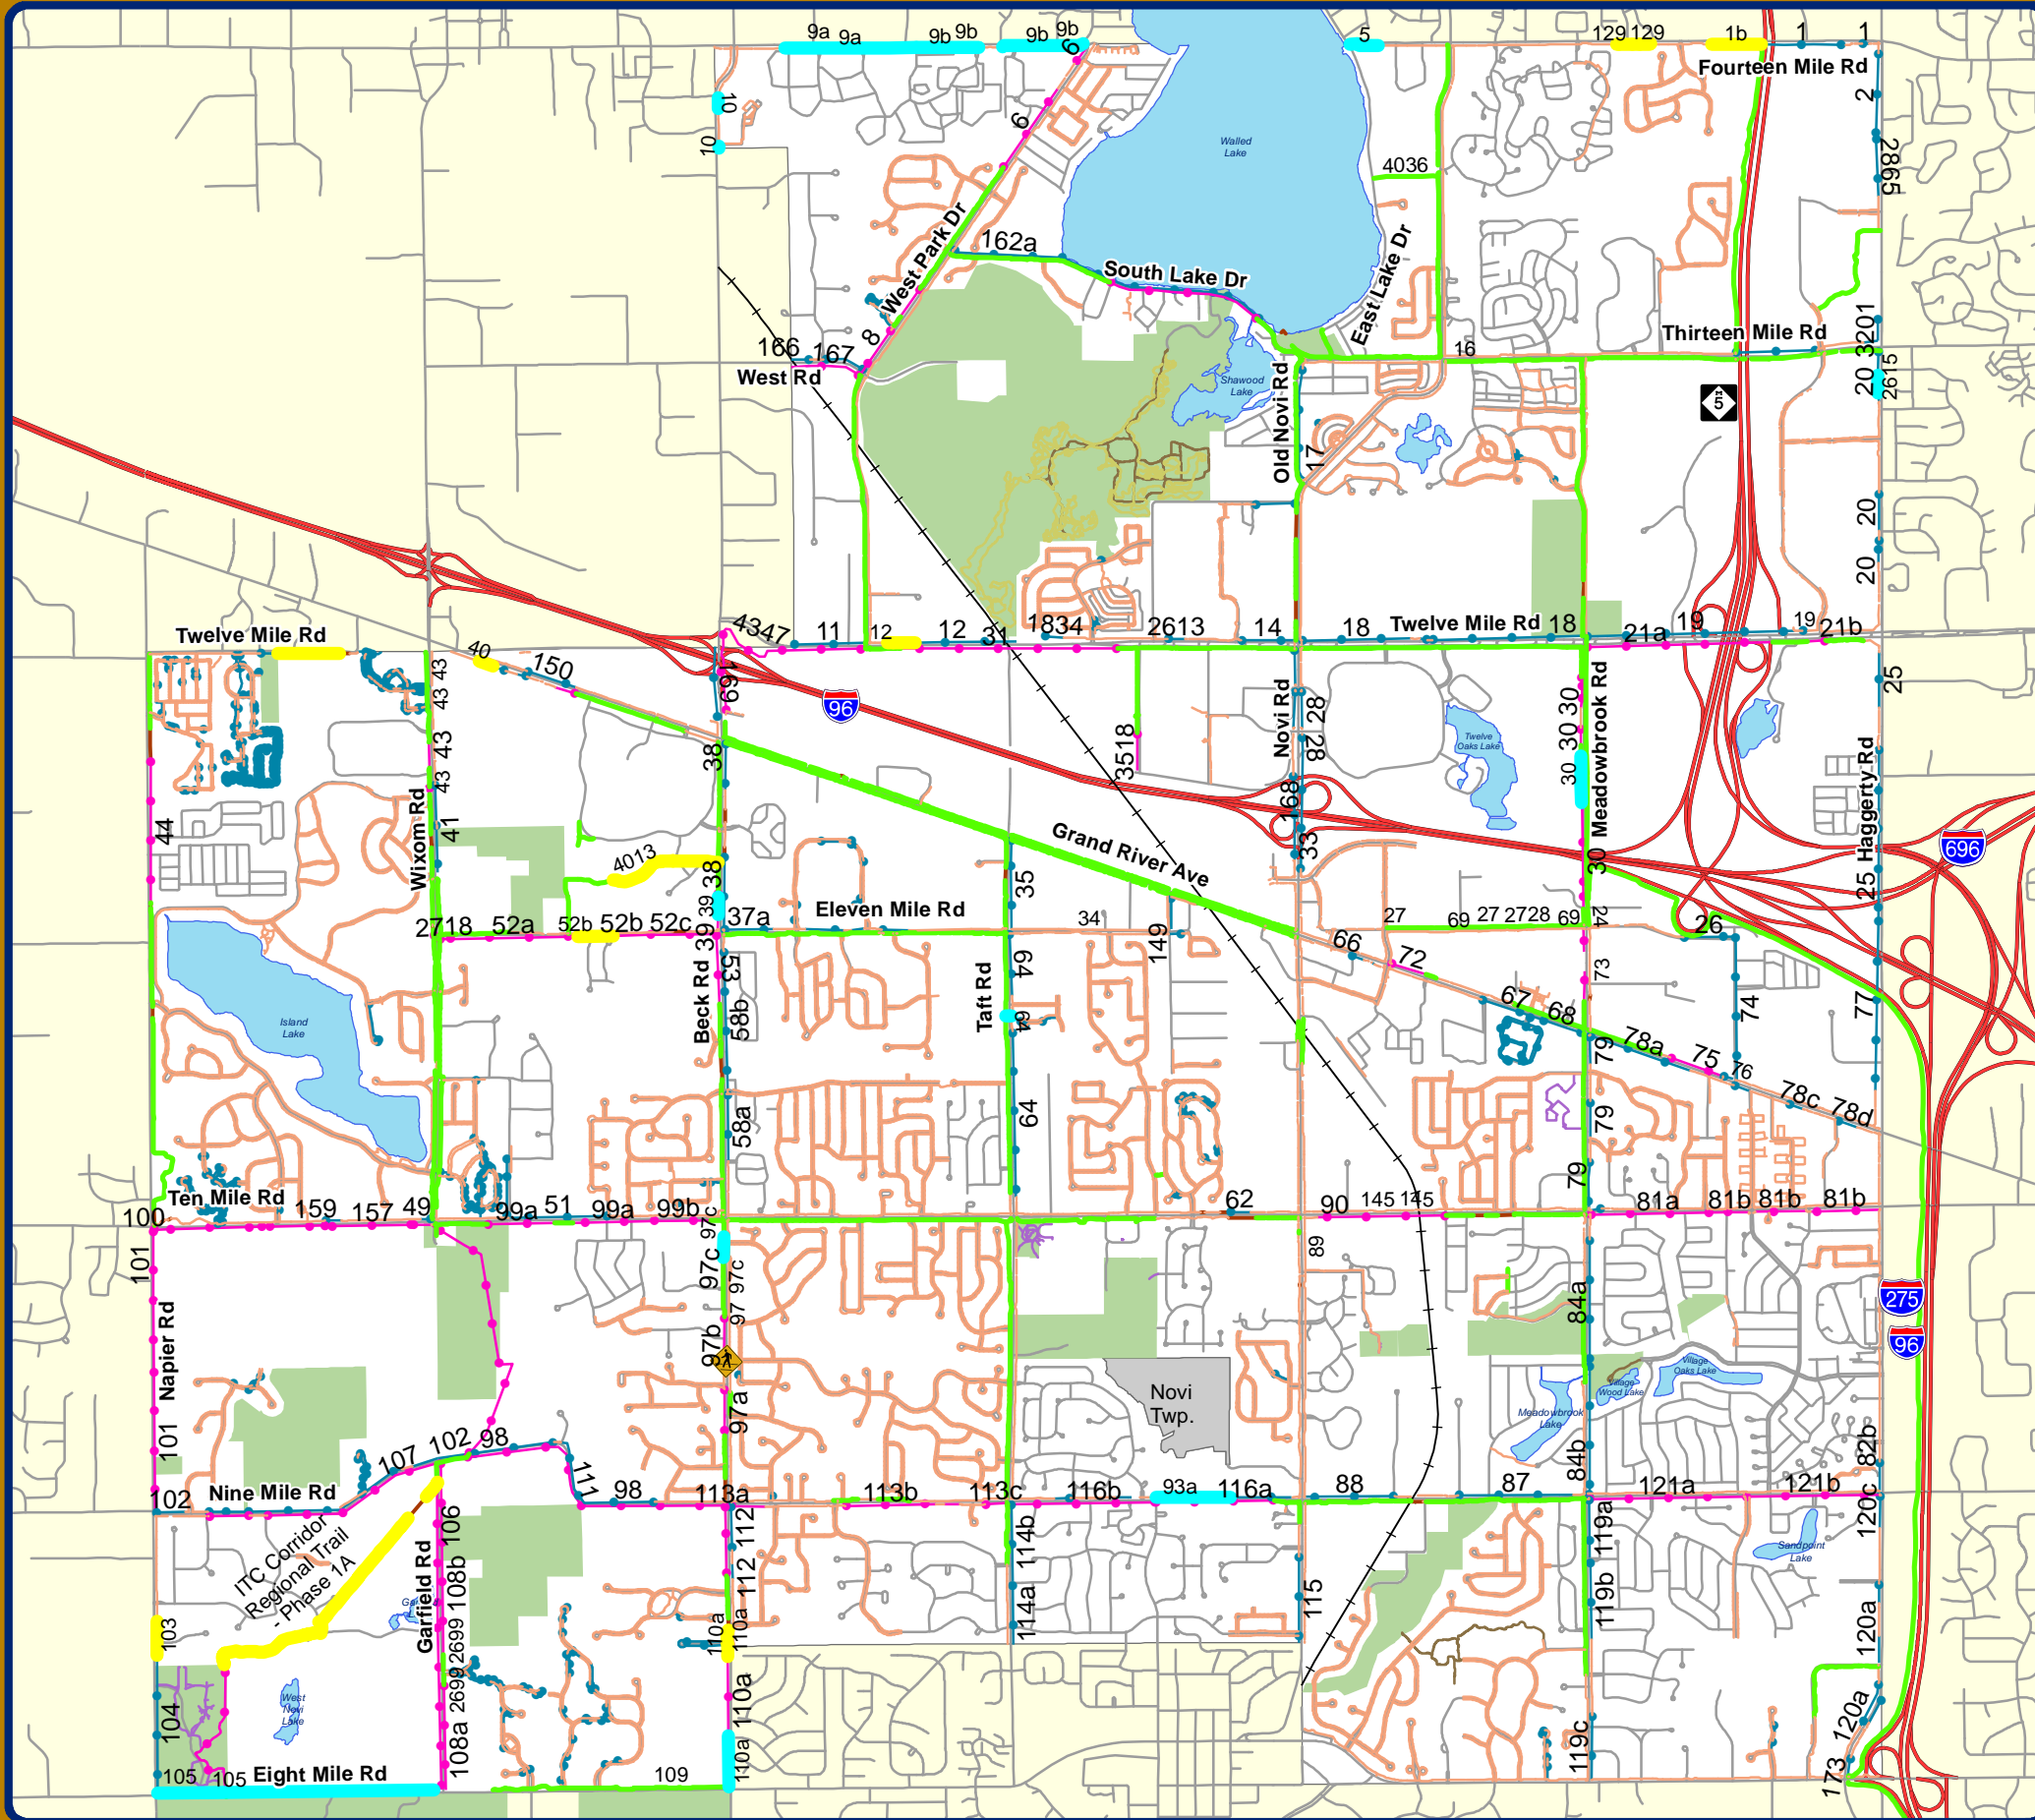 9a
9a
9b
9b
9b
9b
6
5
129
129
1b
1
1
Fourteen Mile Rd
10
10
2
2865
6
Walled
Lake
4036
West Park Dr
162a
South Lake Dr
East Lake Dr
8
166
167
West Rd
16
Thirteen Mile Rd
3201
20
2615
M
5
Shawood
Lake
Old Novi Rd
17
20
20
Twelve Mile Rd
40
150
43
43
43
43
4347
11
12
12
31
1834
2613
14
18
Twelve Mile Rd
18
21a
19
19
21b
169
96
38
3518
Novi Rd
28
28
168
33
Twelve
Oaks Lake
30
30
30
30
Meadowbrook Rd
25
Haggerty Rd
25
696
44
Wixom Rd
41
4013
38
39
39
Grand River Ave
2718
52a
52b
52b
52c
37a
Eleven Mile Rd
35
34
149
27
69
27
2728
69
24
26
66
72
73
53
58b
Beck Rd
Taft Rd
64
64
64
67
68
74
77
Island
Lake
78a
75
76
78c
78d
79
79
79
58a
Ten Mile Rd
100
159
157
49
99a
51
99a
99b
97c
62
90
145
145
81a
81b
81b
81b
101
97c
97c
89
275
96
Napier Rd
97
97b
84a
Novi
Twp.
Village
Oaks Lake
Village
Wood Lake
Meadowbrook
Lake
101
97a
107
102
98
111
84b
82b
102
Nine Mile Rd
98
113a
113b
113c
116b
93a
116a
88
87
121a
121b
120c
ITC Corridor
Regional Trail
- Phase 1A
106
112
112
114b
114a
119a
119b
115
Sandpoint
Lake
Garfield Rd
108b
2699
2699
103
110a
110a
110a
110a
120a
120a
West
Novi
Lake
104
108a
119c
173
105
105
Eight Mile Rd
109